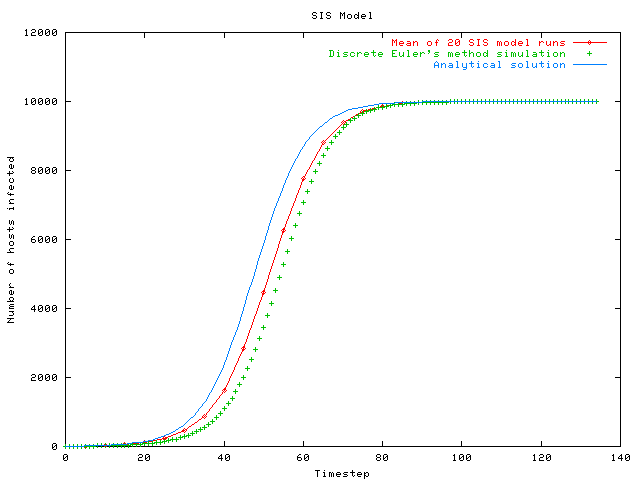 SIS Model
12000
10000
8000
6000
4000
2000
0
Number of hosts infected
Mean of 20 SIS model runs
Discrete Euler's method simulation
Analytical solution
0 20 40 60 80 100 120 140
Timestep